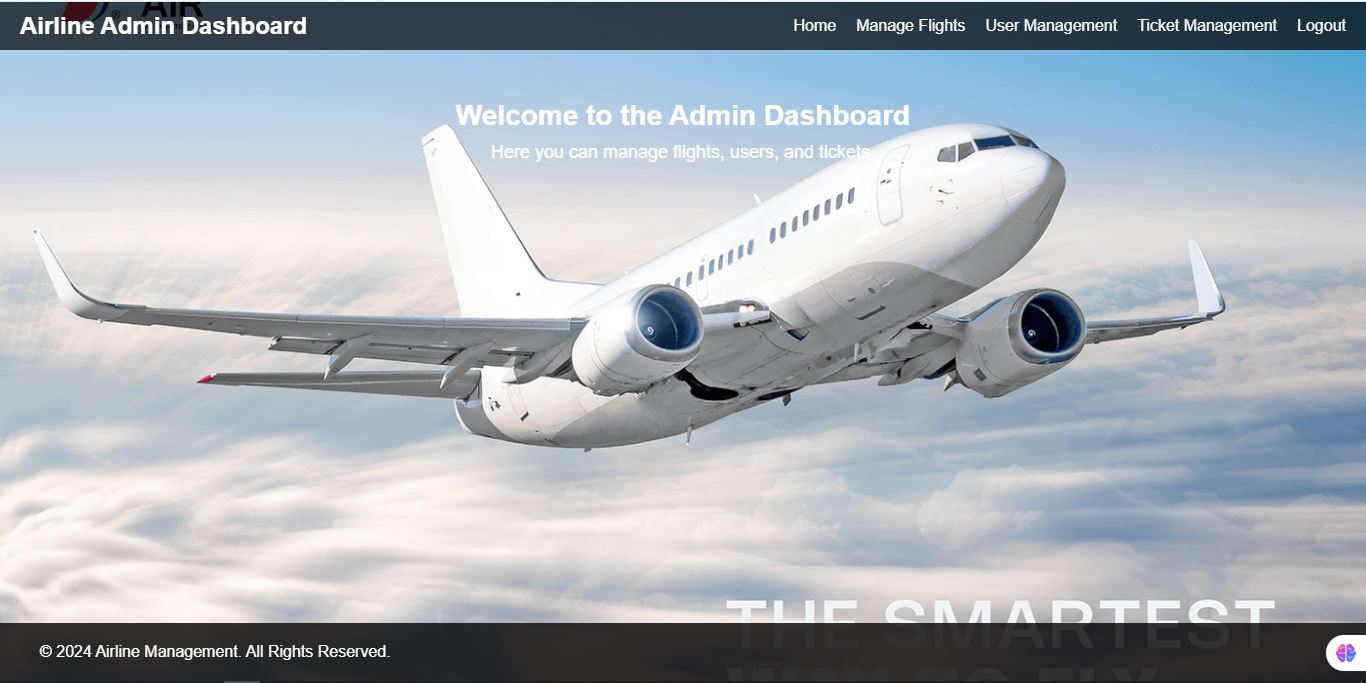 AIR
Airline Admin Dashboard
Home Manage Flights User Management Ticket Management Logout
Welcome to the Admin Dashboard
Here you can manage flights, users, and tickets.
THE SMARTEST
© 2024 Airline Management. All Rights Reserved.